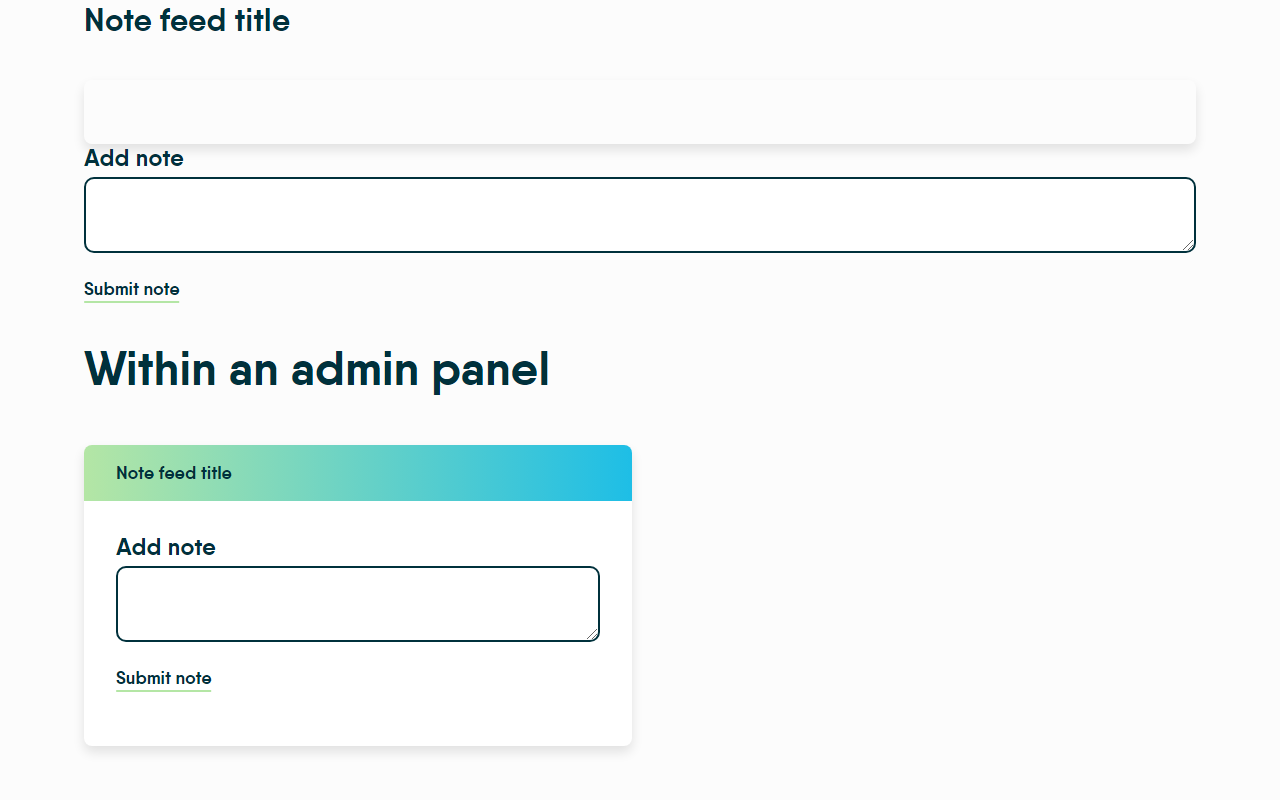 Note feed title
Add note
Submit note
Within an admin panel
Note feed title
Add note
Submit note